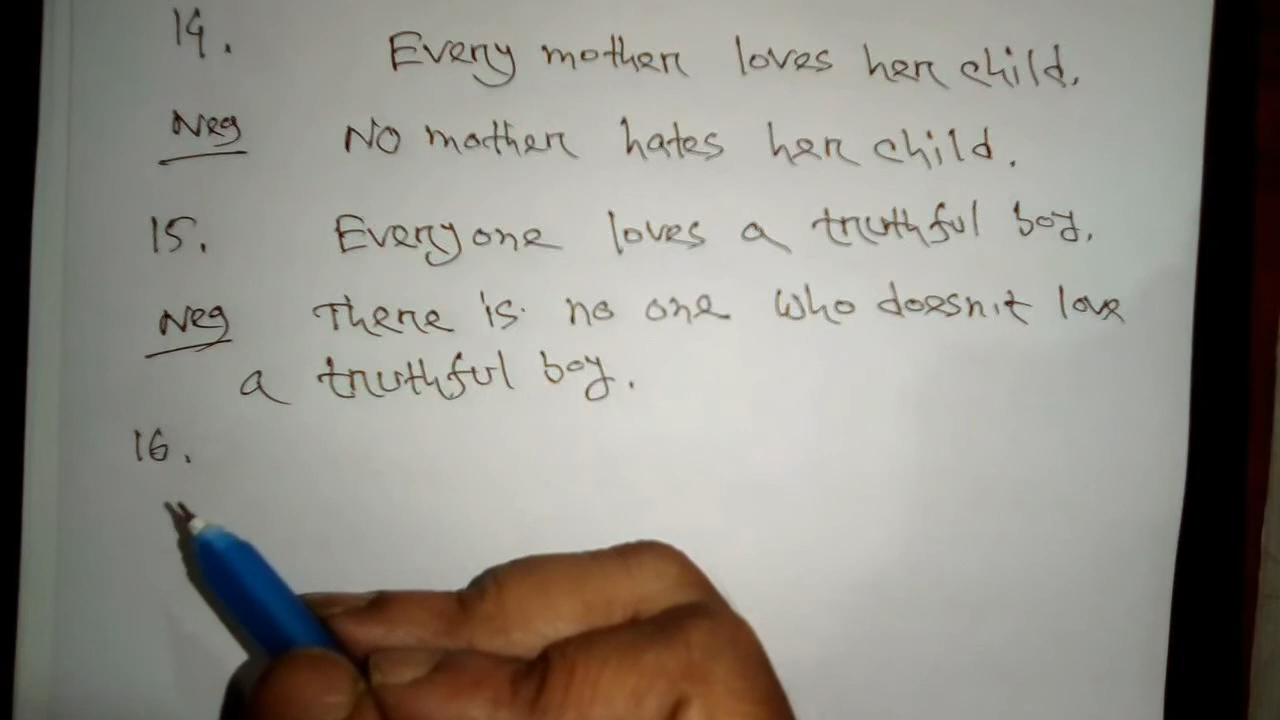 14. Every mother loves her child.
Neg No mather hates her child.
15. Everyone loves a truthful boy.
Neg There is no one who doesn't love
a truthful boy.
16.